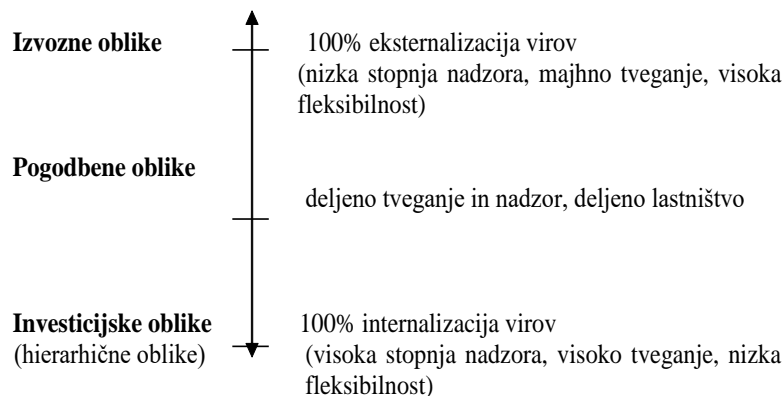 Izvozne oblike 100% eksternalizacija virov
(nizka stopnja nadzora, majhno tveganje, visoka
fleksibilnost)
Pogodbene oblike
deljeno tveganje in nadzor, deljeno lastništvo
Investicijske oblike 100% internalizacija virov
(hierarhične oblike) (visoka stopnja nadzora, visoko tveganje, nizka
fleksibilnost)